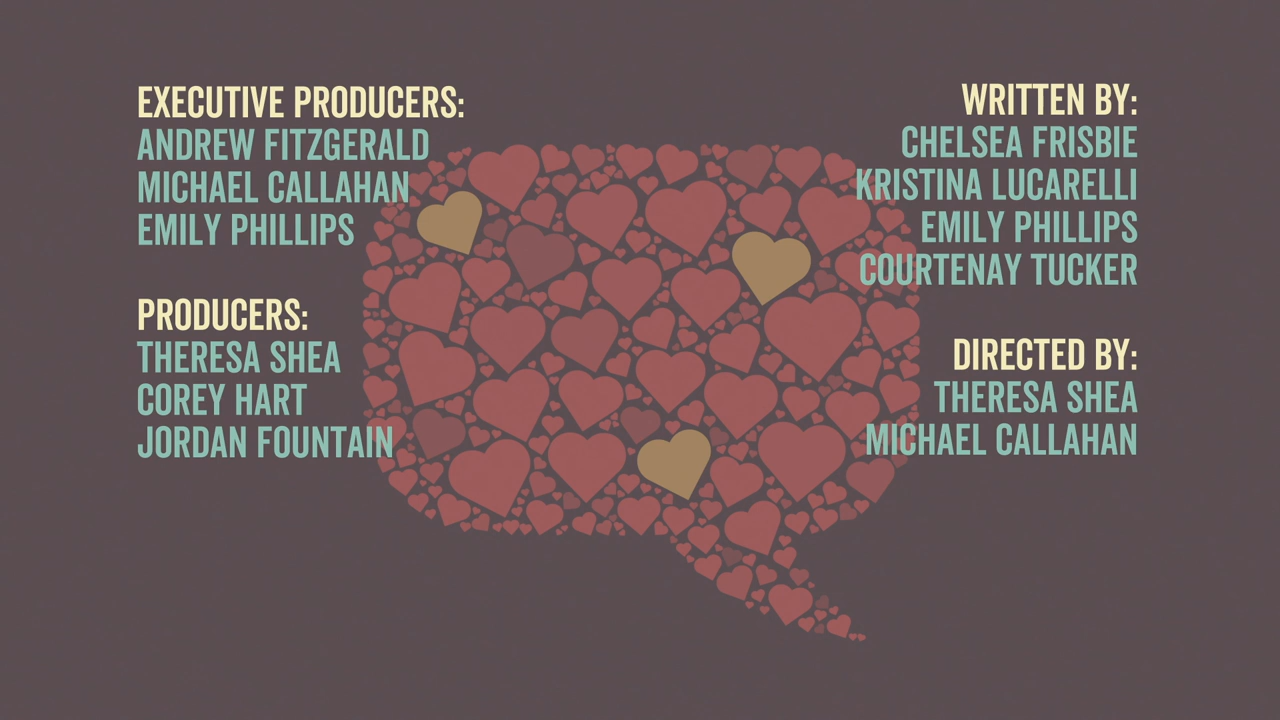 EXECUTIVE PRODUCERS:
ANDREW FITZGERALD
MICHAEL CALLAHAN
EMILY PHILLIPS
PRODUCERS:
THERESA SHEA
COREY HART
JORDAN FOUNTAIN
WRITTEN BY:
CHELSEA FRISBIE
KRISTINA LUCARELLI
EMILY PHILLIPS
COURTENAY TUCKER
DIRECTED BY:
THERESA SHEA
MICHAEL CALLAHAN